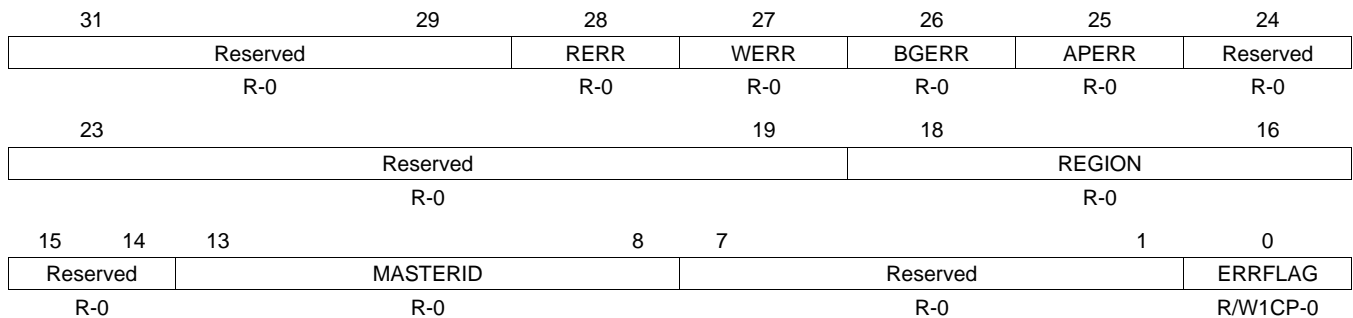 31 29 28 27 26 25 24
Reserved RERR WERR BGERR APERR Reserved
R-0 R-0 R-0 R-0 R-0 R-0
23 19 18 16
Reserved REGION
R-0 R-0
15 14 13 8 7 1 0
Reserved MASTERID Reserved ERRFLAG
R-0 R-0 R-0 R/W1CP-0